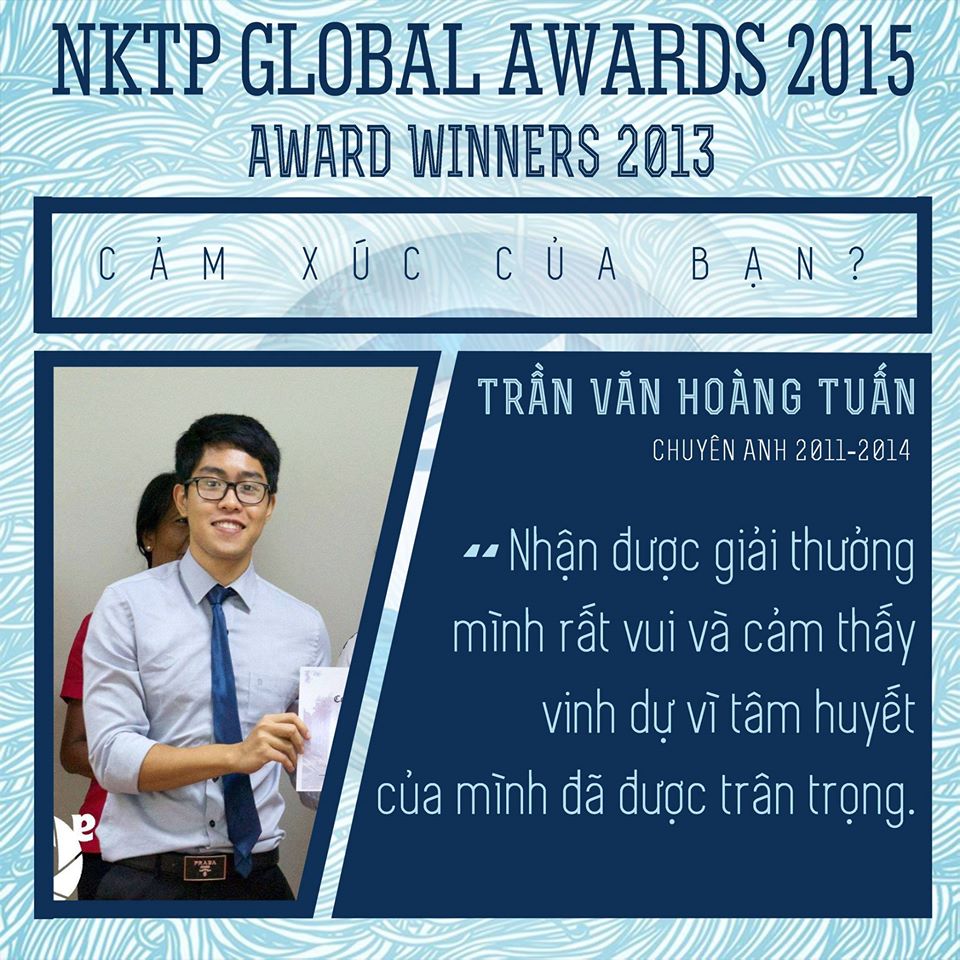 NKTP GLOBAL AWARDS 2015
AWARD WINNERS 2013
CẢM XÚC CỦA BẠN?
TRẦN VĂN HOÀNG TUẤN
CHUYÊN ANH 2011-2014
“Nhận được giải thưởng
mình rất vui và cảm thấy
vinh dự vì tâm huyết
của mình đã được trân trọng.
PRADA